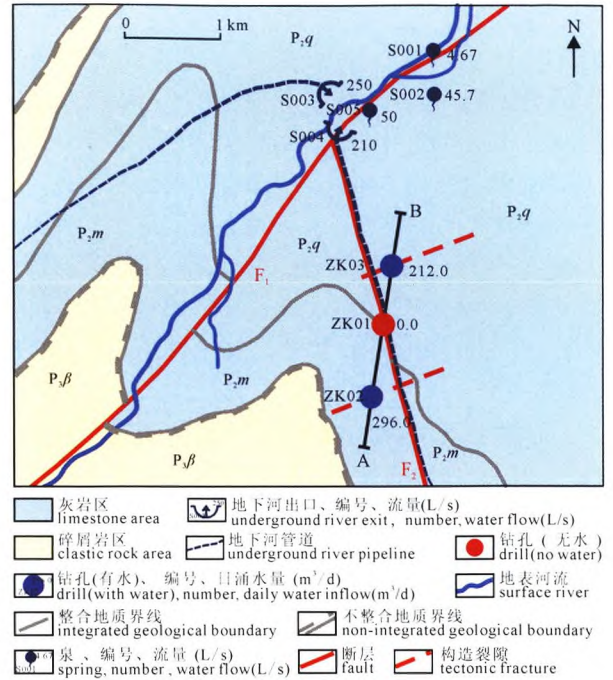 0 1 km
N
P₂q
S001
4.67
S002 45.7
250
S003
S005
50
S004
210
P₂m
P₂q
P₂q
B
ZK03
212.0
F₁
ZK01 0.0
P₂m
P₃β
ZK02
296.0
P₃β
A
F₂
P₂m
灰岩区
limestone area
地下河出口、编号、流量(L/s)
underground river exit, number, water flow(L/s)
碎屑岩区
clastic rock area
地下河管道
underground river pipeline
钻孔(无水)
drill(no water)
钻孔(有水)、编号、日涌水量 (m³/d)
drill(with water), number, daily water inflow(m³/d)
地表河流
surface river
整合地质界线
integrated geological boundary
不整合地质界线
non-integrated geological boundary
泉、编号、流量 (L/s)
spring, number, water flow(L/s)
断层
fault
构造裂隙
tectonic fracture